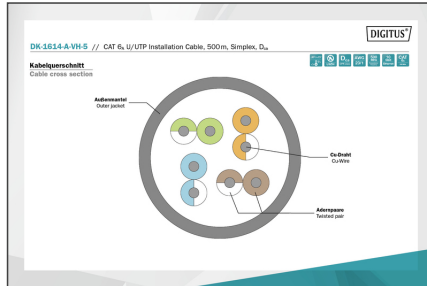 DIGITUS®
DK-1614-A-VH-5 // CAT 6A U/UTP Installation Cable, 500m, Simplex, Dca
Kabelquerschnitt
Cable cross section
Außenmantel
Outer jacket
Cu-Draht
Cu-Wire
Adernpaare
Twisted pair